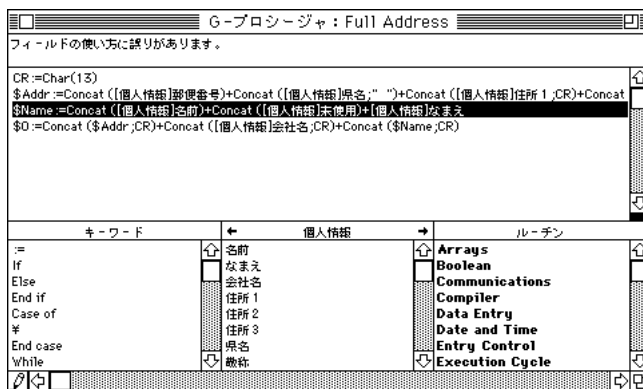 G-プロシージャ：Full Address
フィールドの使い方に誤りがあります。
CR:=Char(13)
$Addr:=Concat ([個人情報]郵便番号)+Concat ([個人情報]県名;" ")+Concat ([個人情報]住所1;CR)+Concat
$Name:=Concat ([個人情報]名前)+Concat ([個人情報]未使用)+[個人情報]なまえ
$0:=Concat ($Addr;CR)+Concat ([個人情報]会社名;CR)+Concat ($Name;CR)
キーワード ← 個人情報 → ルーチン
:= 名前 Arrays
If なまえ Boolean
Else 会社名 Communications
End if 住所1 Compiler
Case of 住所2 Data Entry
¥ 住所3 Date and Time
End case 県名 Entry Control
While 敬称 Execution Cycle